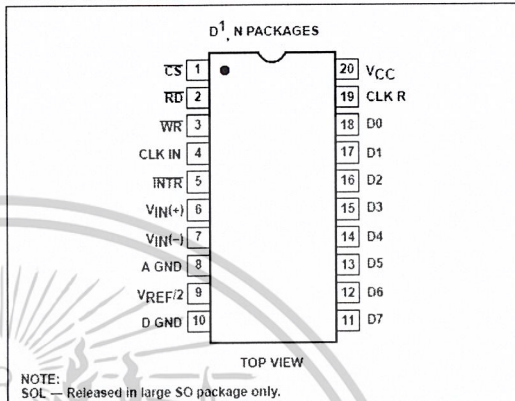 D1, N PACKAGES
CS 1 20 VCC
RD 2 19 CLK R
WR 3 18 D0
CLK IN 4 17 D1
INTR 5 16 D2
VIN(+) 6 15 D3
VIN(–) 7 14 D4
A GND 8 13 D5
VREF/2 9 12 D6
D GND 10 11 D7
TOP VIEW
NOTE:
SOL — Released in large SO package only.